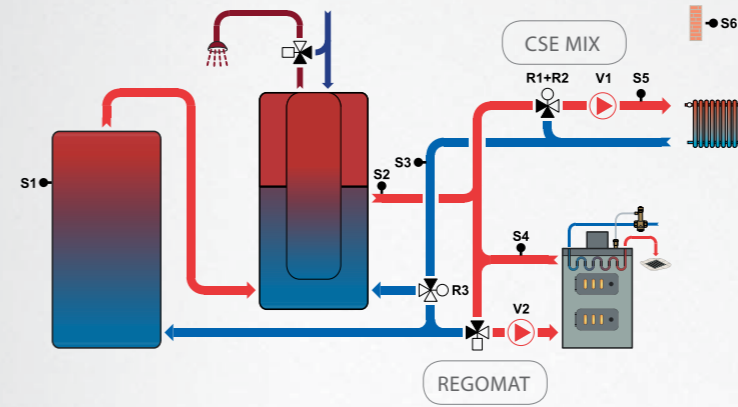 S6
CSE MIX
R1+R2
V1
S5
S3
S2
S1
S4
R3
V2
REGOMAT